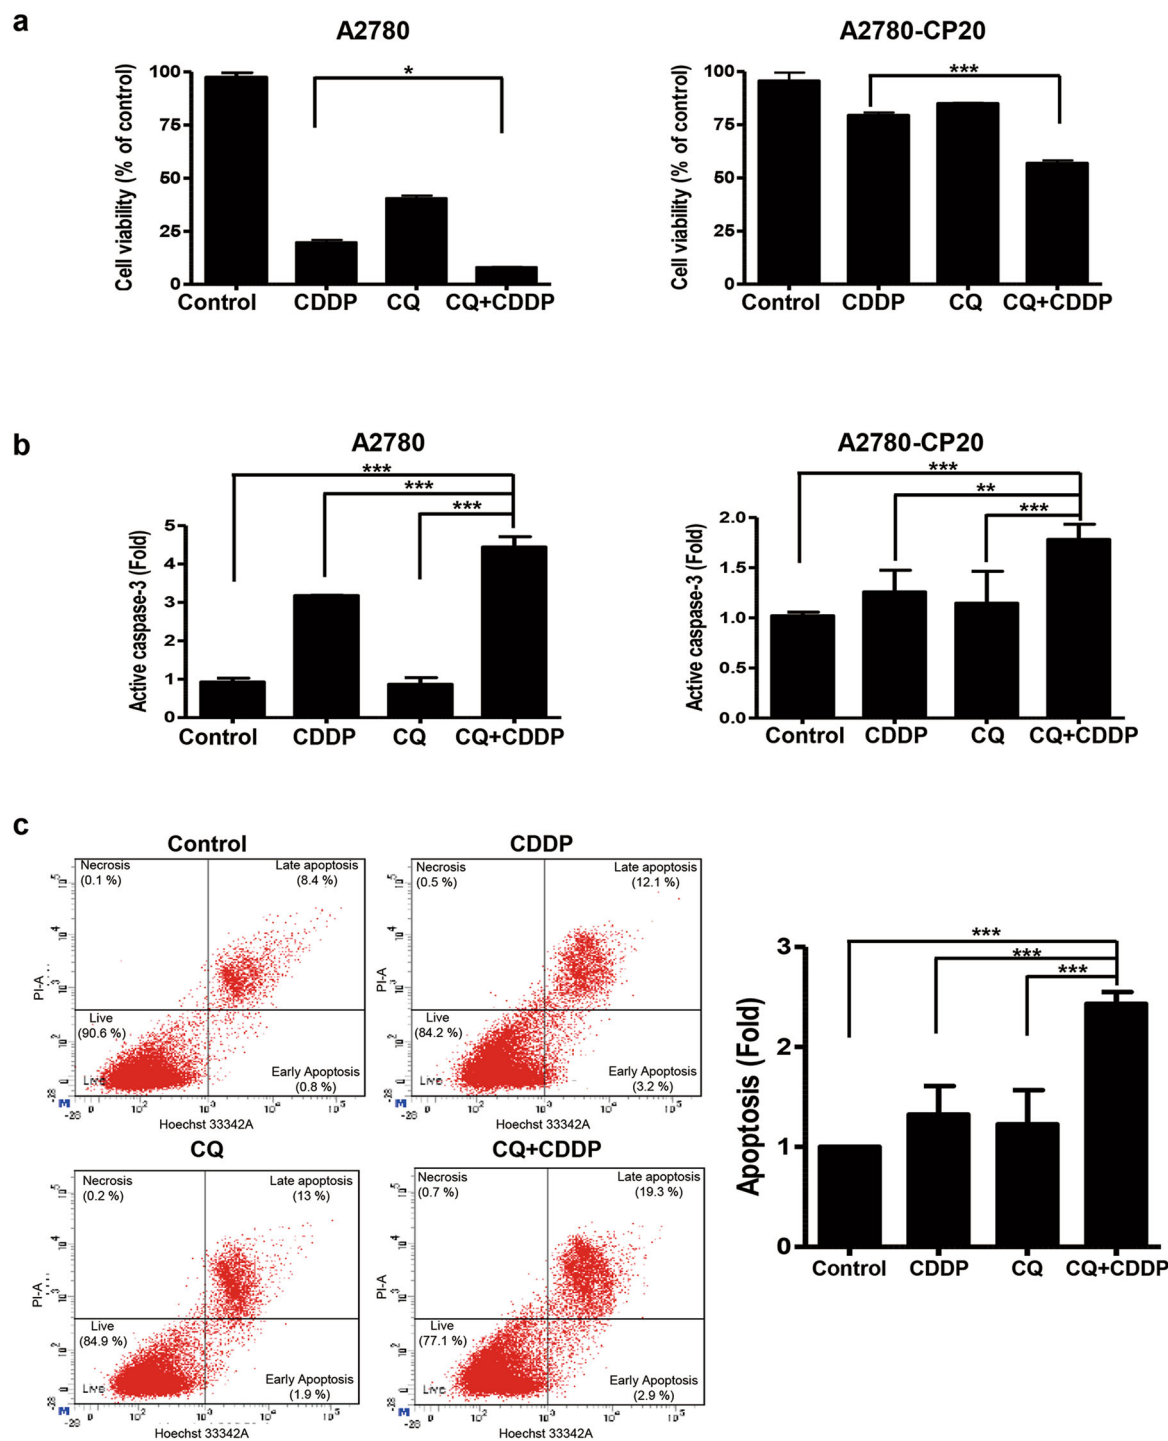 a
A2780
A2780-CP20
Cell viability (% of control)
100
75
50
25
0
*
Control
CDDP
CQ
CQ+CDDP
Cell viability (% of control)
100
75
50
25
0
***
Control
CDDP
CQ
CQ+CDDP
b
A2780
A2780-CP20
Active caspase-3 (Fold)
5
4
3
2
1
0
***
***
***
Control
CDDP
CQ
CQ+CDDP
Active caspase-3 (Fold)
2.0
1.5
1.0
0.5
0.0
***
**
***
Control
CDDP
CQ
CQ+CDDP
c
Control
Necrosis
(0.1 %)
Late apoptosis
(8.4 %)
Live
(90.6 %)
Early Apoptosis
(0.8 %)
PI-A
Hoechst 33342A
CDDP
Necrosis
(0.5 %)
Late apoptosis
(12.1 %)
Live
(84.2 %)
Early Apoptosis
(3.2 %)
PI-A
Hoechst 33342A
CQ
Necrosis
(0.2 %)
Late apoptosis
(13 %)
Live
(84.9 %)
Early Apoptosis
(1.9 %)
PI-A
Hoechst 33342A
CQ+CDDP
Necrosis
(0.7 %)
Late apoptosis
(19.3 %)
Live
(77.1 %)
Early Apoptosis
(2.9 %)
PI-A
Hoechst 33342A
Apoptosis (Fold)
3
2
1
0
***
***
***
Control
CDDP
CQ
CQ+CDDP